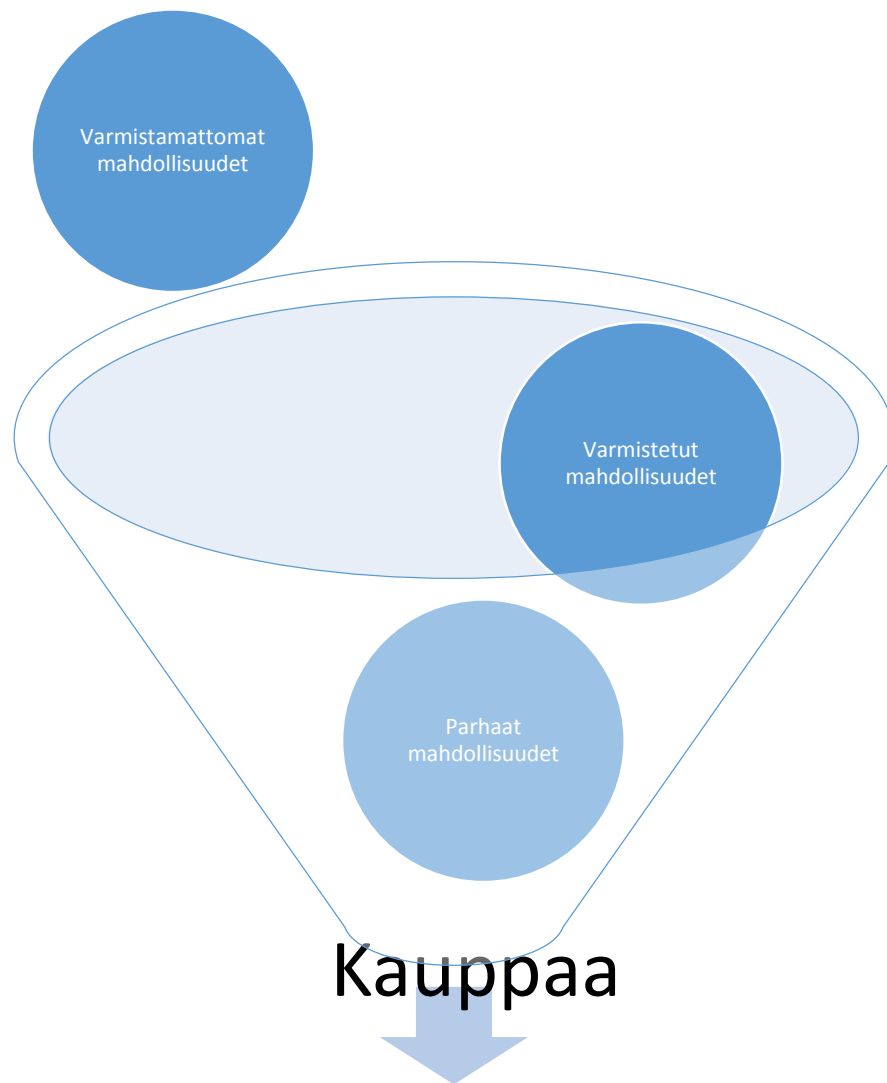 Varmistamattomat
mahdollisuudet
Varmistetut
mahdollisuudet
Parhaat
mahdollisuudet
Kauppaa